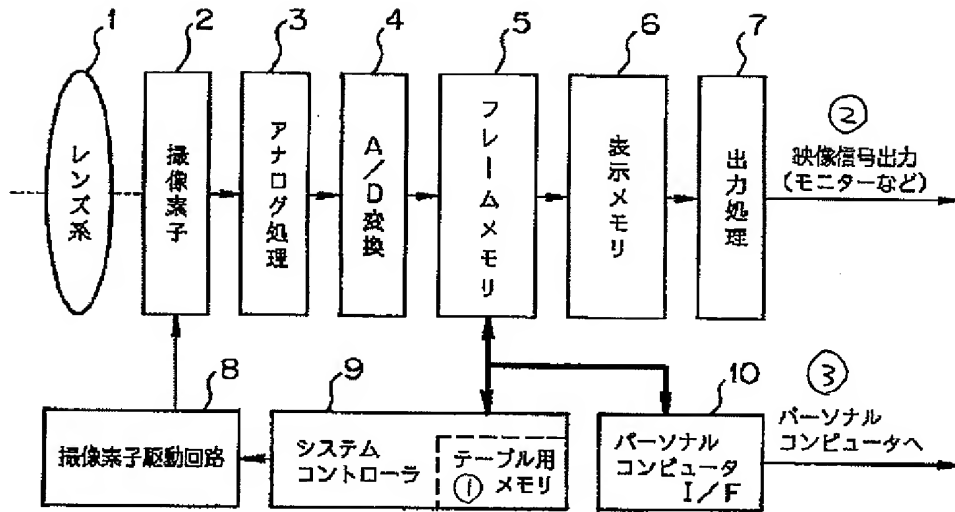 1
2
3
4
5
6
7
レンズ系
撮像素子
アナログ処理
A/D変換
フレームメモリ
表示メモリ
出力処理
②
映像信号出力
(モニターなど)
8
9
10
③
撮像素子駆動回路
システム
コントローラ
テーブル用
①メモリ
パーソナル
コンピュータ
I/F
パーソナル
コンピュータへ